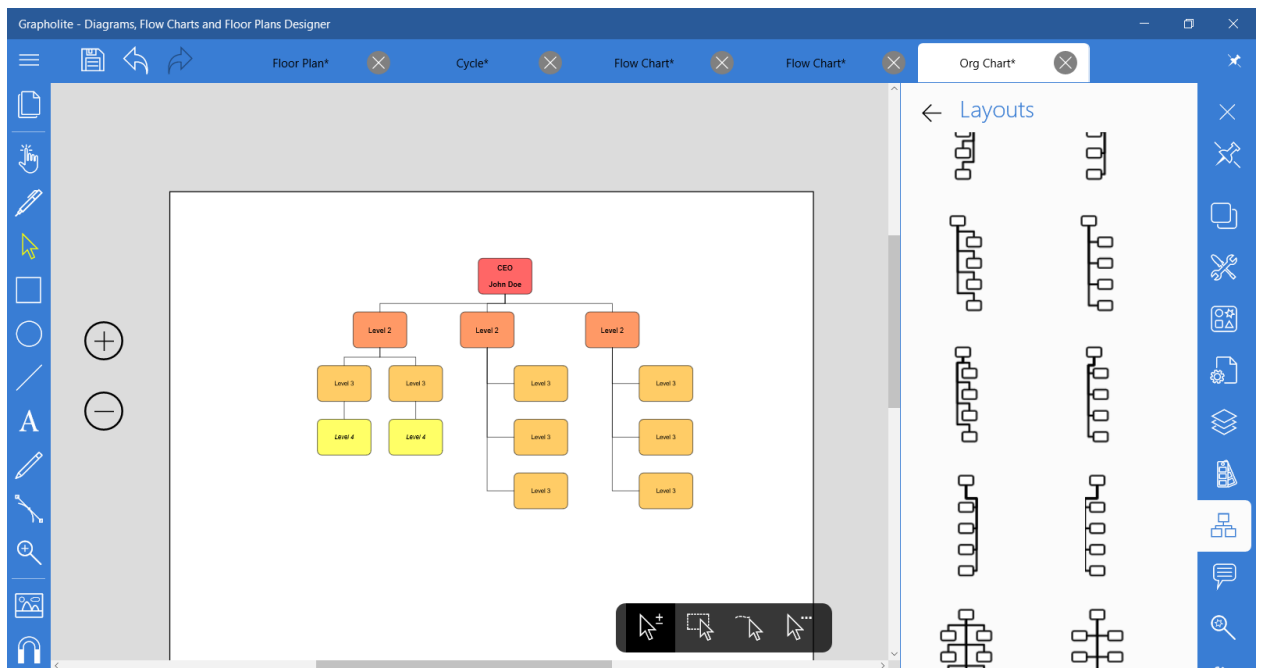 Grapholite - Diagrams, Flow Charts and Floor Plans Designer
Floor Plan*
Cycle*
Flow Chart*
Flow Chart*
Org Chart*
Layouts
A
CEO
John Doe
Level 2
Level 2
Level 2
Level 3
Level 3
Level 3
Level 3
Level 4
Level 4
Level 3
Level 3
Level 3
Level 3